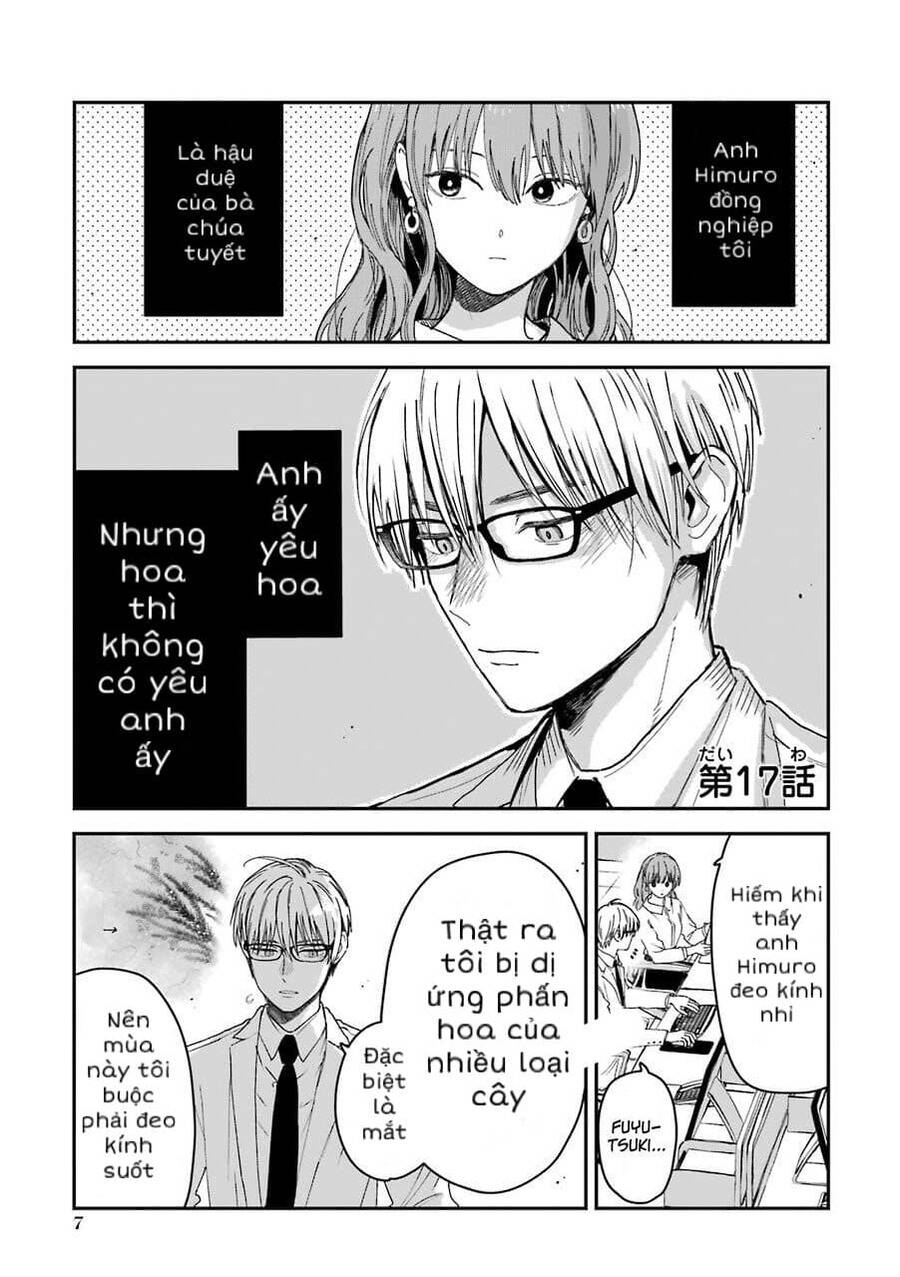 Anh
Himuro
đồng
nghiệp
tôi
Là hậu
duệ
của bà
chúa
tuyết
Anh
ấy
yêu
hoa
Nhưng
hoa
thì
không
có yêu
anh
ấy
だい わ
第17話
Hiếm khi
thấy
anh
Himuro
đeo kính
nhi
FUYU-
TSUKI...
Thật ra
tôi bị dị
ứng phấn
hoa của
nhiều loại
cây
Đặc
biệt là
mắt
Nên
mùa
này tôi
buộc
phải đeo
kính
suốt
7